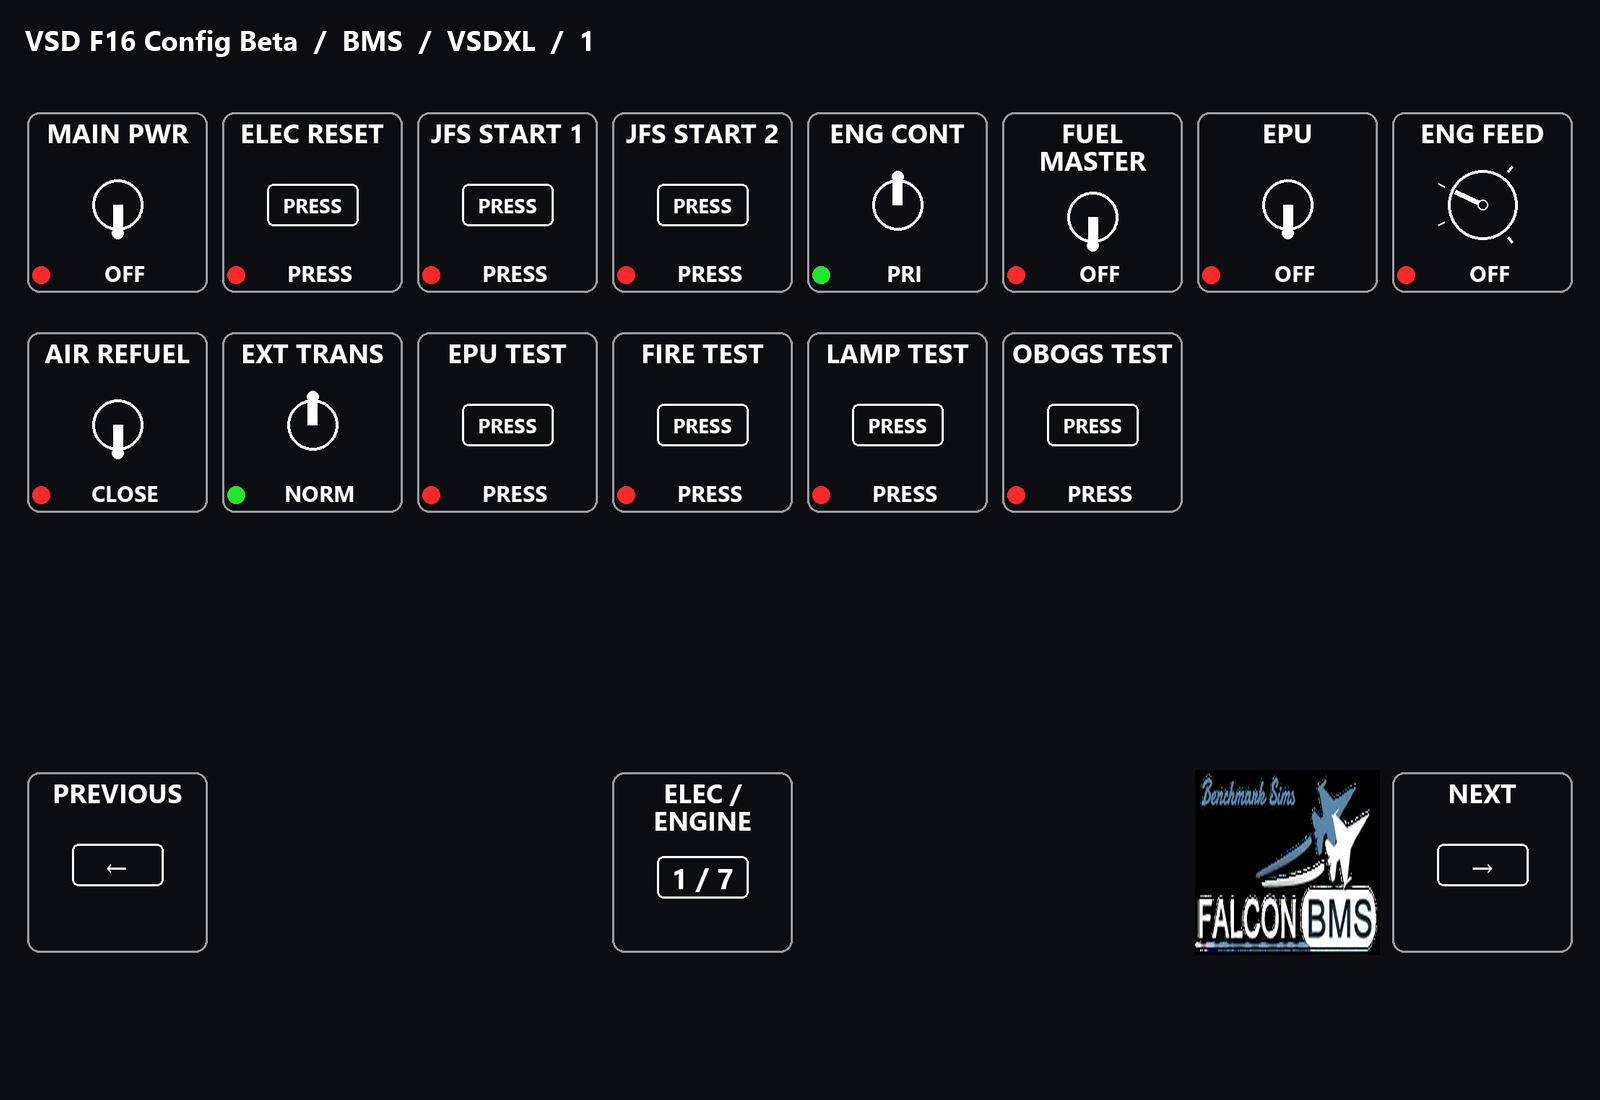 VSD F16 Config Beta / BMS / VSDXL / 1
MAIN PWR
OFF
ELEC RESET
PRESS
PRESS
JFS START 1
PRESS
PRESS
JFS START 2
PRESS
PRESS
ENG CONT
PRI
FUEL
MASTER
OFF
EPU
OFF
ENG FEED
OFF
AIR REFUEL
CLOSE
EXT TRANS
NORM
EPU TEST
PRESS
PRESS
FIRE TEST
PRESS
PRESS
LAMP TEST
PRESS
PRESS
OBOGS TEST
PRESS
PRESS
PREVIOUS
←
ELEC /
ENGINE
1 / 7
Benchmark Sims
FALCON BMS
NEXT
→